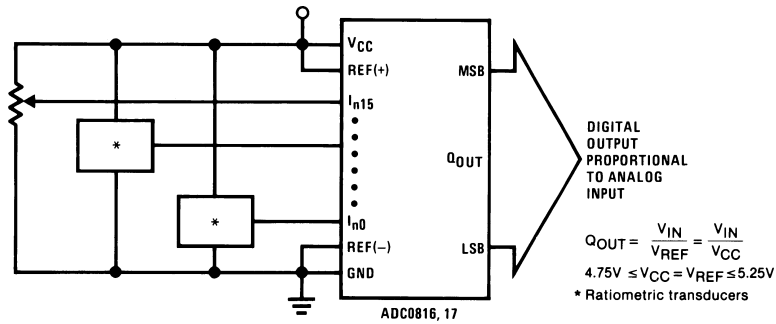 VCC
REF(+)
In15
*
*
In0
REF(−)
GND
MSB
QOUT
LSB
ADC0816, 17
DIGITAL
OUTPUT
PROPORTIONAL
TO ANALOG
INPUT
QOUT = VIN/VREF = VIN/VCC
4.75V ≤ VCC = VREF ≤ 5.25V
* Ratiometric transducers